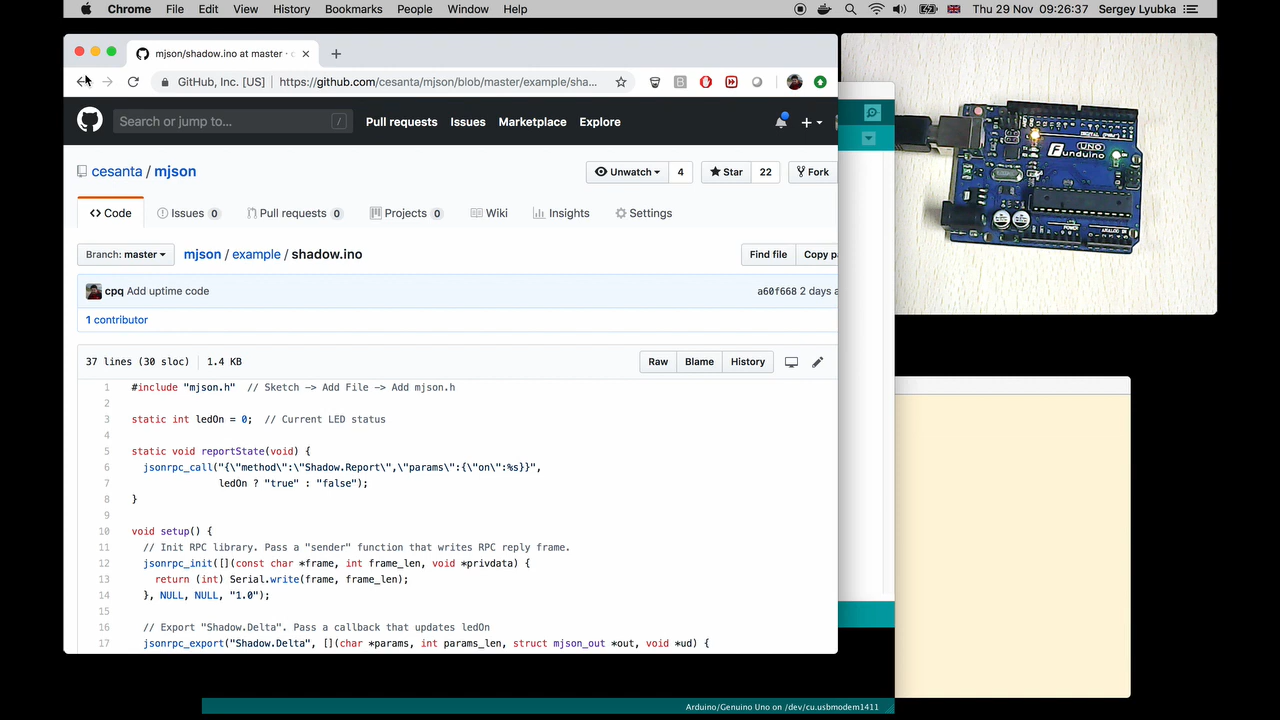 Chrome File Edit View History Bookmarks People Window Help Thu 29 Nov 09:26:37 Sergey Lyubka
mjson/shadow.ino at master · c
GitHub, Inc. [US] https://github.com/cesanta/mjson/blob/master/example/sha...
Search or jump to... / Pull requests Issues Marketplace Explore
cesanta / mjson Unwatch 4 Star 22 Fork
Code Issues 0 Pull requests 0 Projects 0 Wiki Insights Settings
Branch: master mjson / example / shadow.ino Find file Copy pa
cpq Add uptime code a60f668 2 days a
1 contributor
37 lines (30 sloc) 1.4 KB Raw Blame History
1 #include "mjson.h" // Sketch -> Add File -> Add mjson.h
2
3 static int ledOn = 0; // Current LED status
4
5 static void reportState(void) {
6 jsonrpc_call("{\"method\":\"Shadow.Report\",\"params\":{\"on\":%s}}",
7 ledOn ? "true" : "false");
8 }
9
10 void setup() {
11 // Init RPC library. Pass a "sender" function that writes RPC reply frame.
12 jsonrpc_init([](const char *frame, int frame_len, void *privdata) {
13 return (int) Serial.write(frame, frame_len);
14 }, NULL, NULL, "1.0");
15
16 // Export "Shadow.Delta". Pass a callback that updates ledOn
17 jsonrpc_export("Shadow.Delta", [](char *params, int params_len, struct mjson_out *out, void *ud) {
UNO
Funduino
POWER
ANALOG IN
Arduino/Genuino Uno on /dev/cu.usbmodem1411